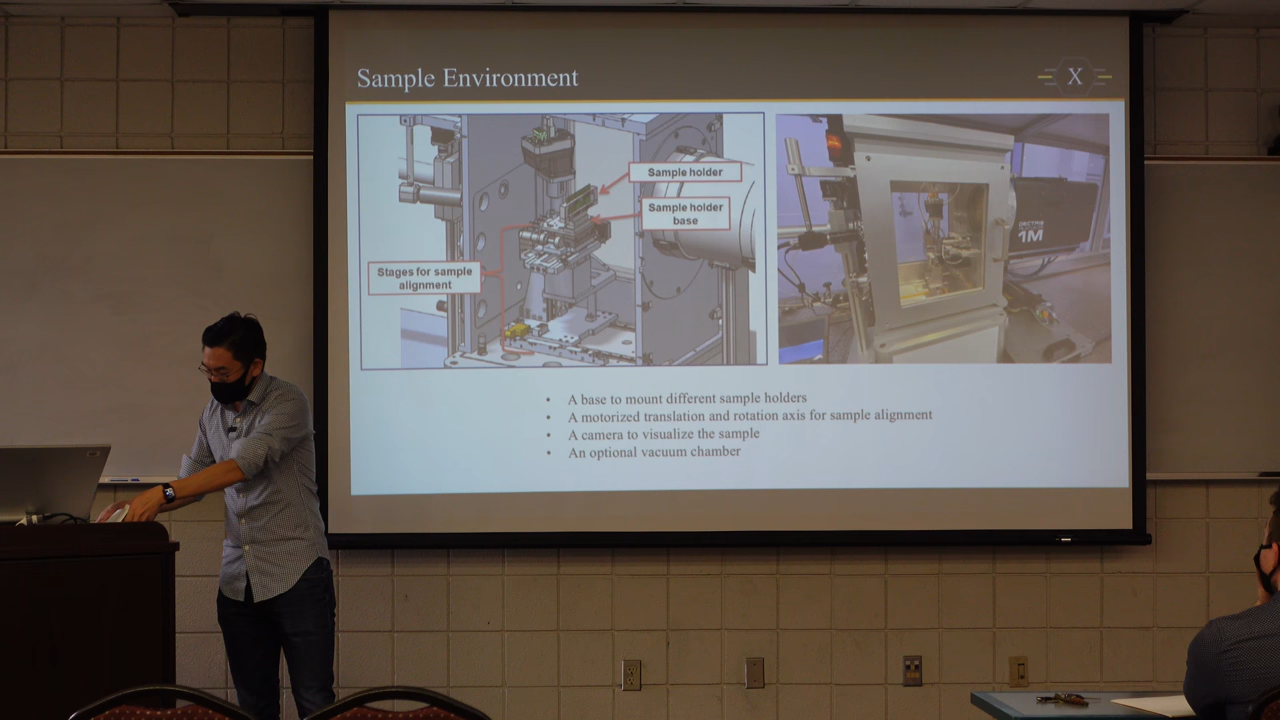 Sample Environment
X
Sample holder
Sample holder
base
Stages for sample
alignment
1M
• A base to mount different sample holders
• A motorized translation and rotation axis for sample alignment
• A camera to visualize the sample
• An optional vacuum chamber